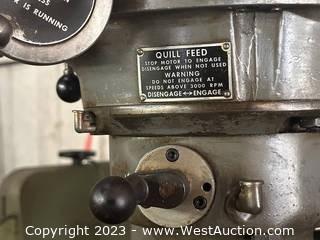 IS RUNNING
QUILL FEED
STOP MOTOR TO ENGAGE
DISENGAGE WHEN NOT USED
WARNING
DO NOT ENGAGE AT
SPEEDS ABOVE 3000 RPM
DISENGAGE ↔ ENGAGE
Copyright 2023 - WestAuction.com